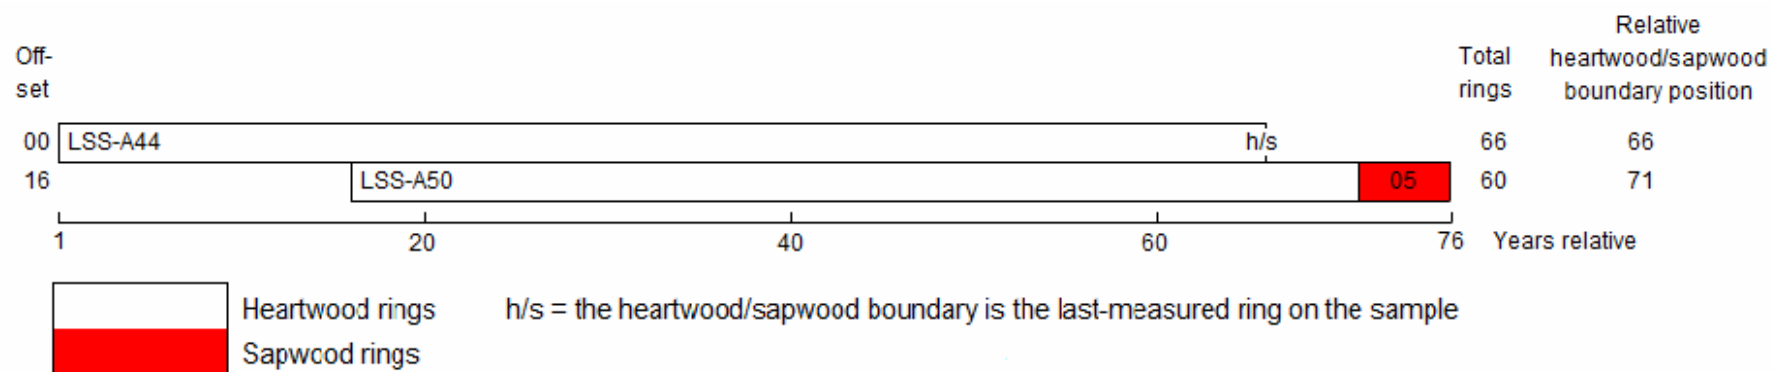 Relative
Off- Total heartwood/sapwood
set rings boundary position
00 LSS-A44 h/s 66 66
16 LSS-A50 05 60 71
1 20 40 60 76 Years relative
Heartwood rings h/s = the heartwood/sapwood boundary is the last-measured ring on the sample
Sapwood rings